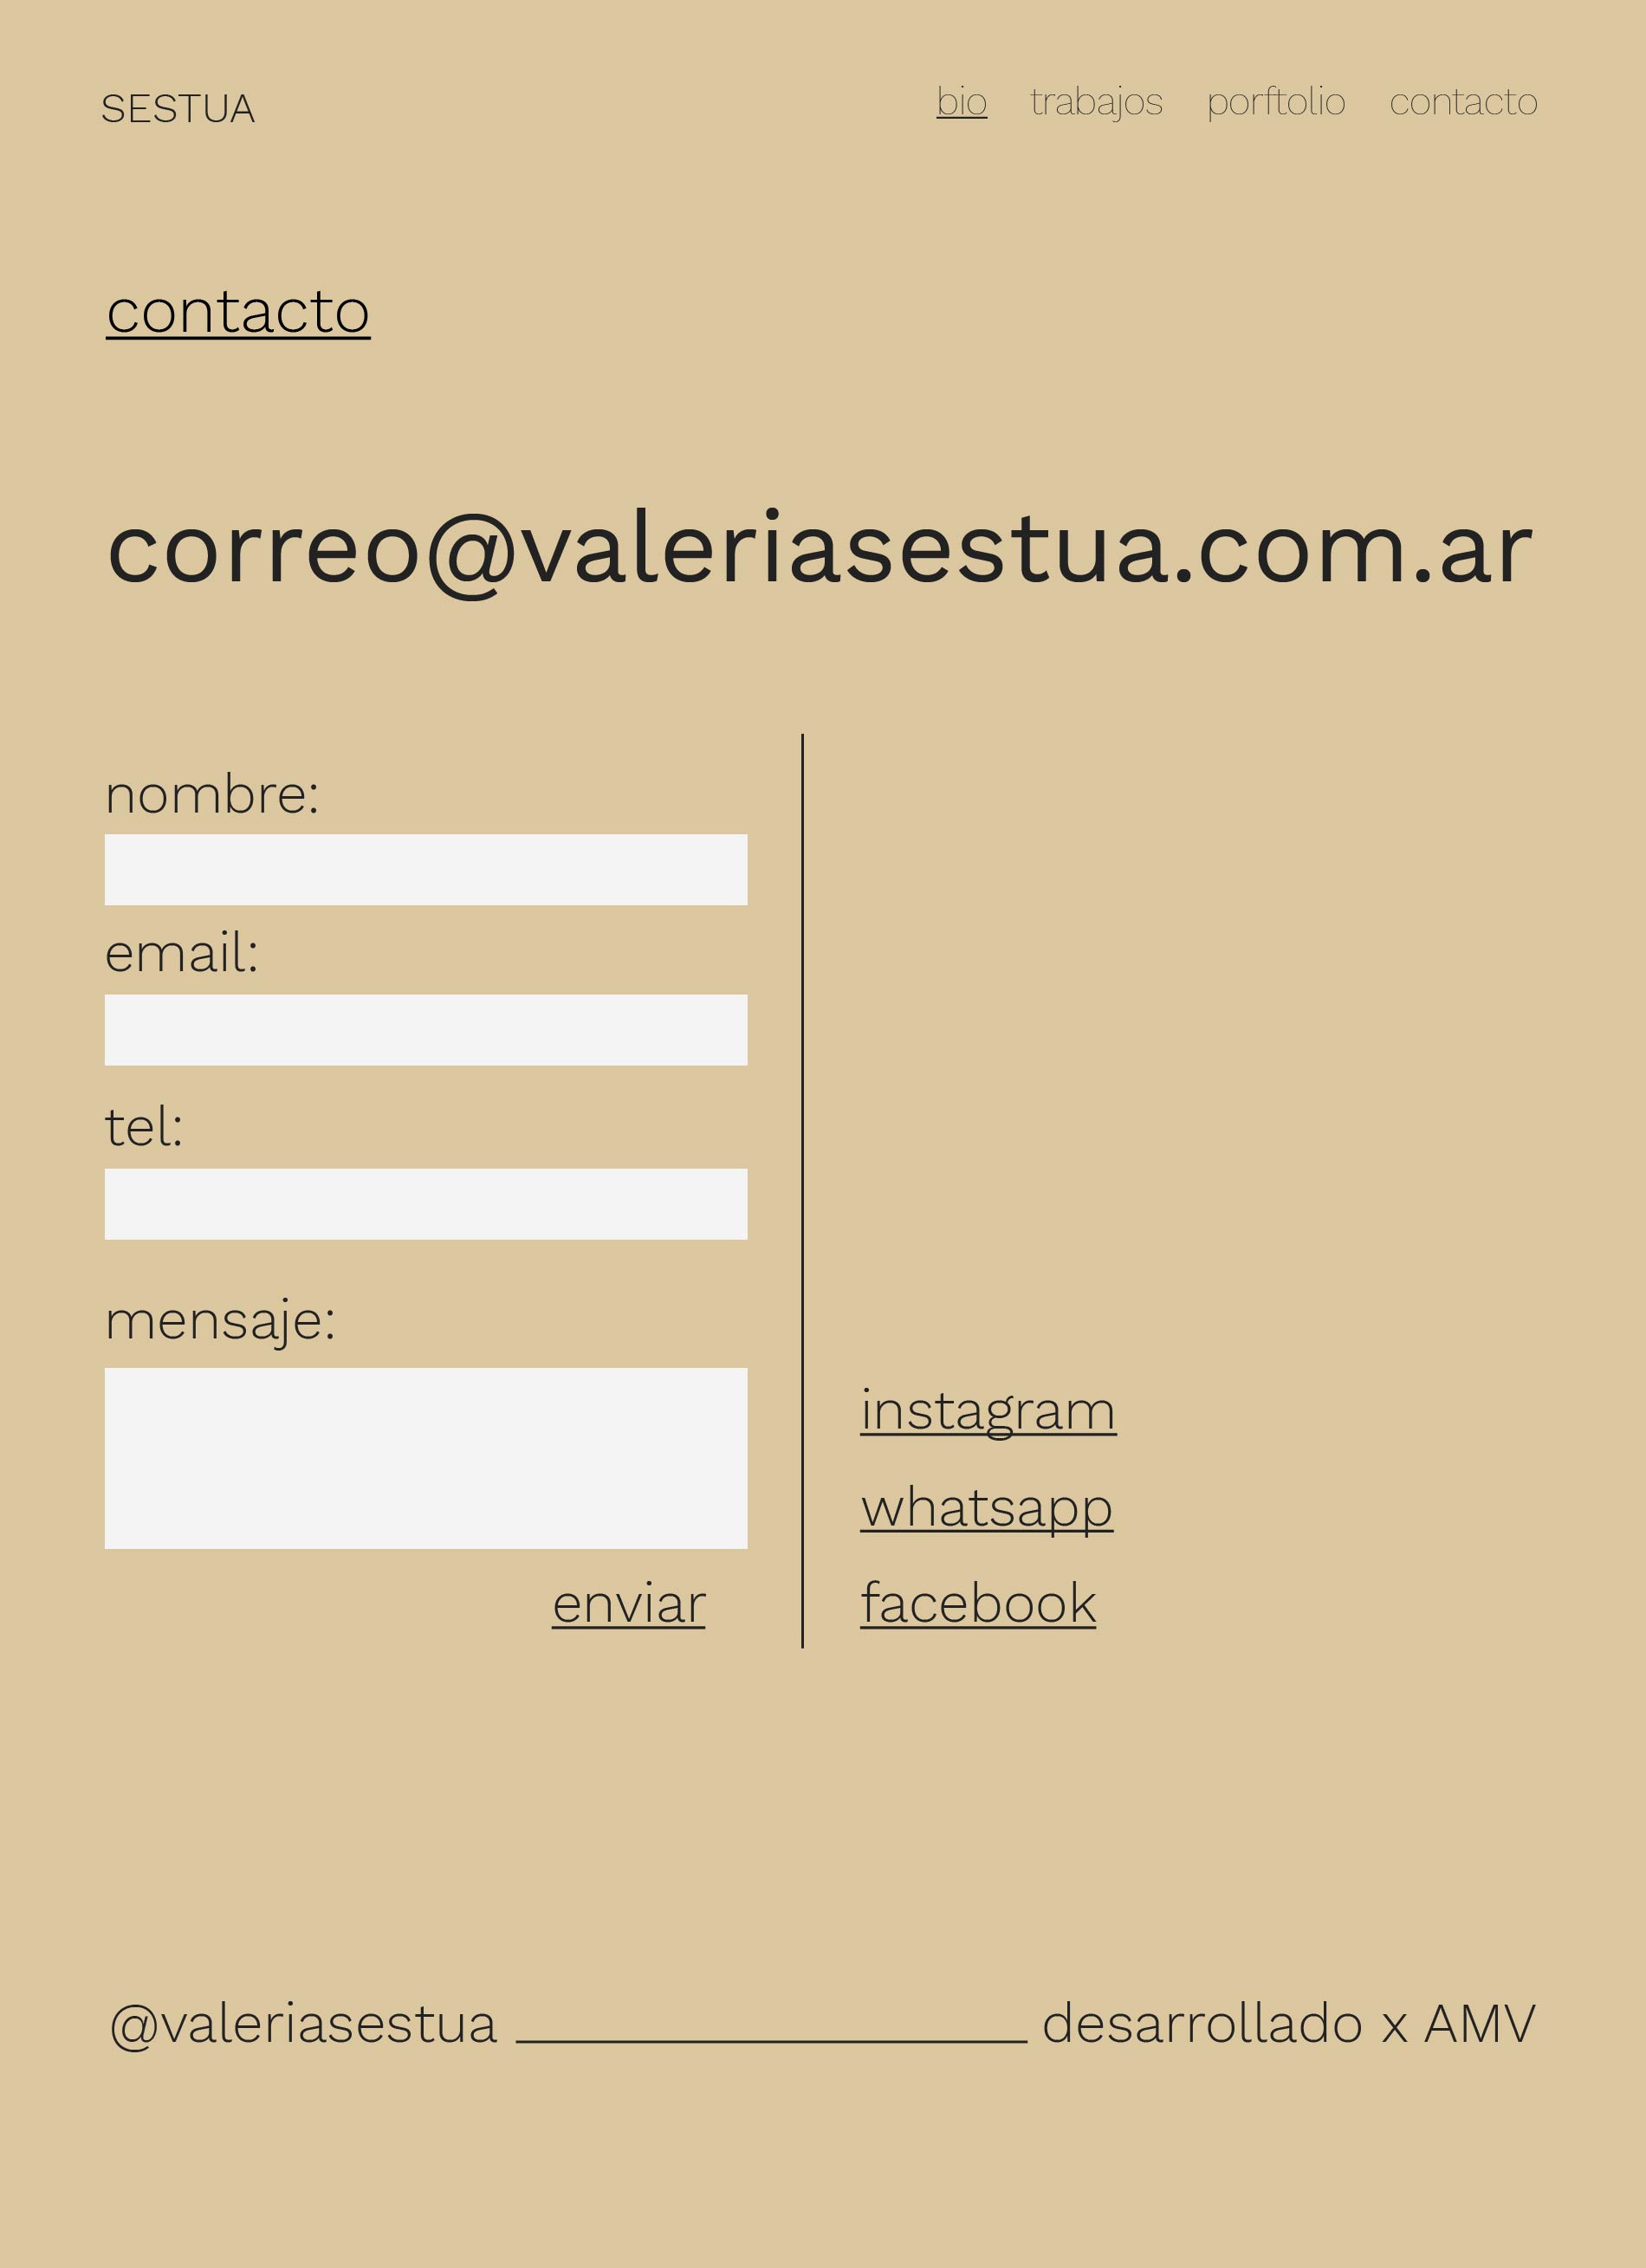 SESTUA
bio trabajos porftolio contacto
contacto
correo@valeriasestua.com.ar
nombre:
email:
tel:
mensaje:
enviar
instagram
whatsapp
facebook
@valeriasestua
desarrollado x AMV